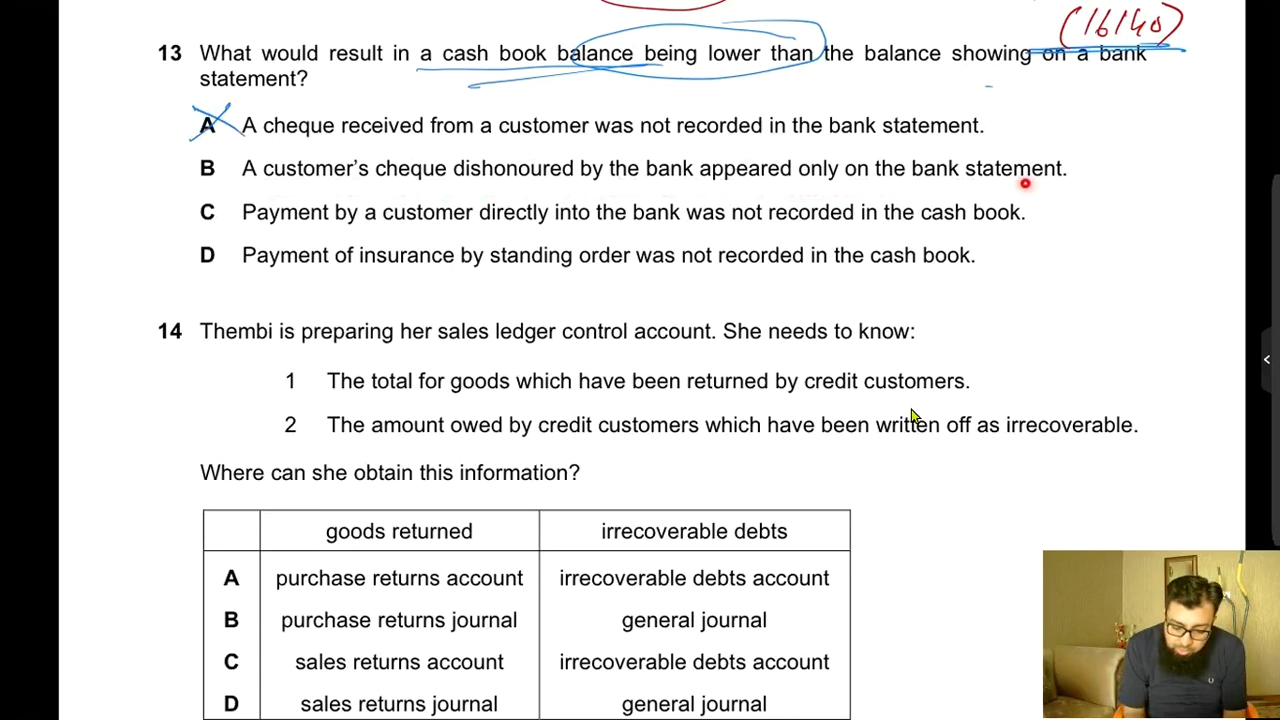 (16/40)
13 What would result in a cash book balance being lower than the balance showing on a bank
statement?
A A cheque received from a customer was not recorded in the bank statement.
B A customer's cheque dishonoured by the bank appeared only on the bank statement.
C Payment by a customer directly into the bank was not recorded in the cash book.
D Payment of insurance by standing order was not recorded in the cash book.
14 Thembi is preparing her sales ledger control account. She needs to know:
1 The total for goods which have been returned by credit customers.
2 The amount owed by credit customers which have been written off as irrecoverable.
Where can she obtain this information?
goods returned irrecoverable debts
A purchase returns account irrecoverable debts account
B purchase returns journal general journal
C sales returns account irrecoverable debts account
D sales returns journal general journal